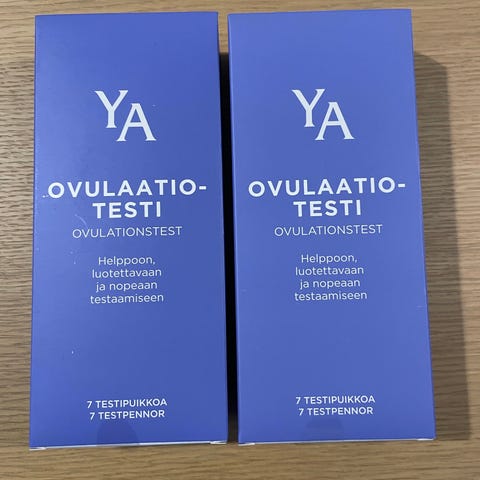 YA
OVULAATIO-
TESTI
OVULATIONSTEST
Helppoon,
luotettavaan
ja nopeaan
testaamiseen
7 TESTIPUIKKOA
7 TESTPENNOR
YA
OVULAATIO-
TESTI
OVULATIONSTEST
Helppoon,
luotettavaan
ja nopeaan
testaamiseen
7 TESTIPUIKKOA
7 TESTPENNOR